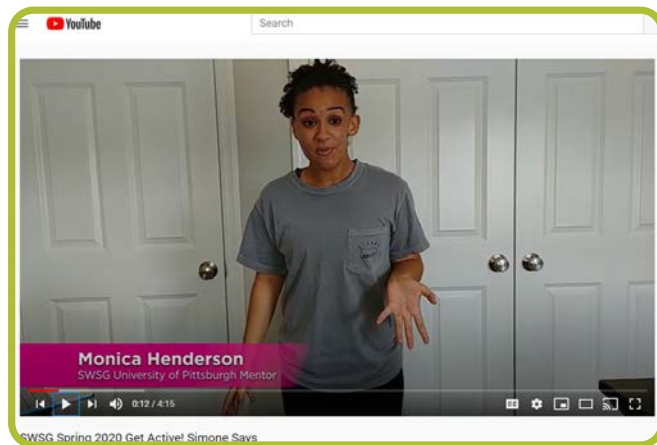 YouTube
Search
Monica Henderson
SWSG University of Pittsburgh Mentor
0:12 / 4:15
CC
SWSG Spring 2020 Get Active! Simone Says